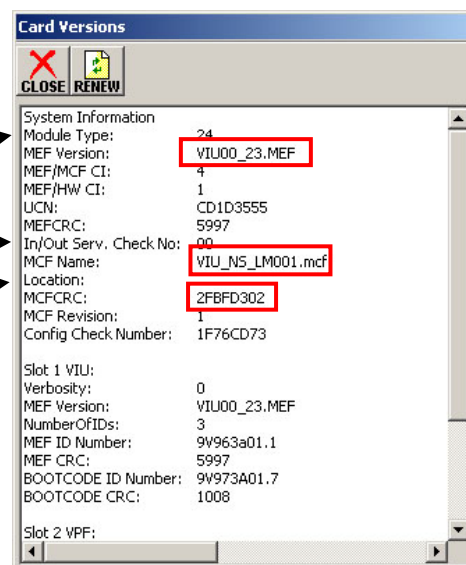 Card Versions
CLOSE RENEW
System Information
Module Type: 24
MEF Version: VIU00_23.MEF
MEF/MCF CI: 4
MEF/HW CI: 1
UCN: CD1D3555
MEFCRC: 5997
In/Out Serv. Check No: 00
MCF Name: VIU_NS_LM001.mcf
Location:
MCFCRC: 2FBFD302
MCF Revision: 1
Config Check Number: 1F76CD73
Slot 1 VIU:
Verbosity: 0
MEF Version: VIU00_23.MEF
NumberOfIDs: 3
MEF ID Number: 9V963a01.1
MEF CRC: 5997
BOOTCODE ID Number: 9V973A01.7
BOOTCODE CRC: 1008
Slot 2 VPF: